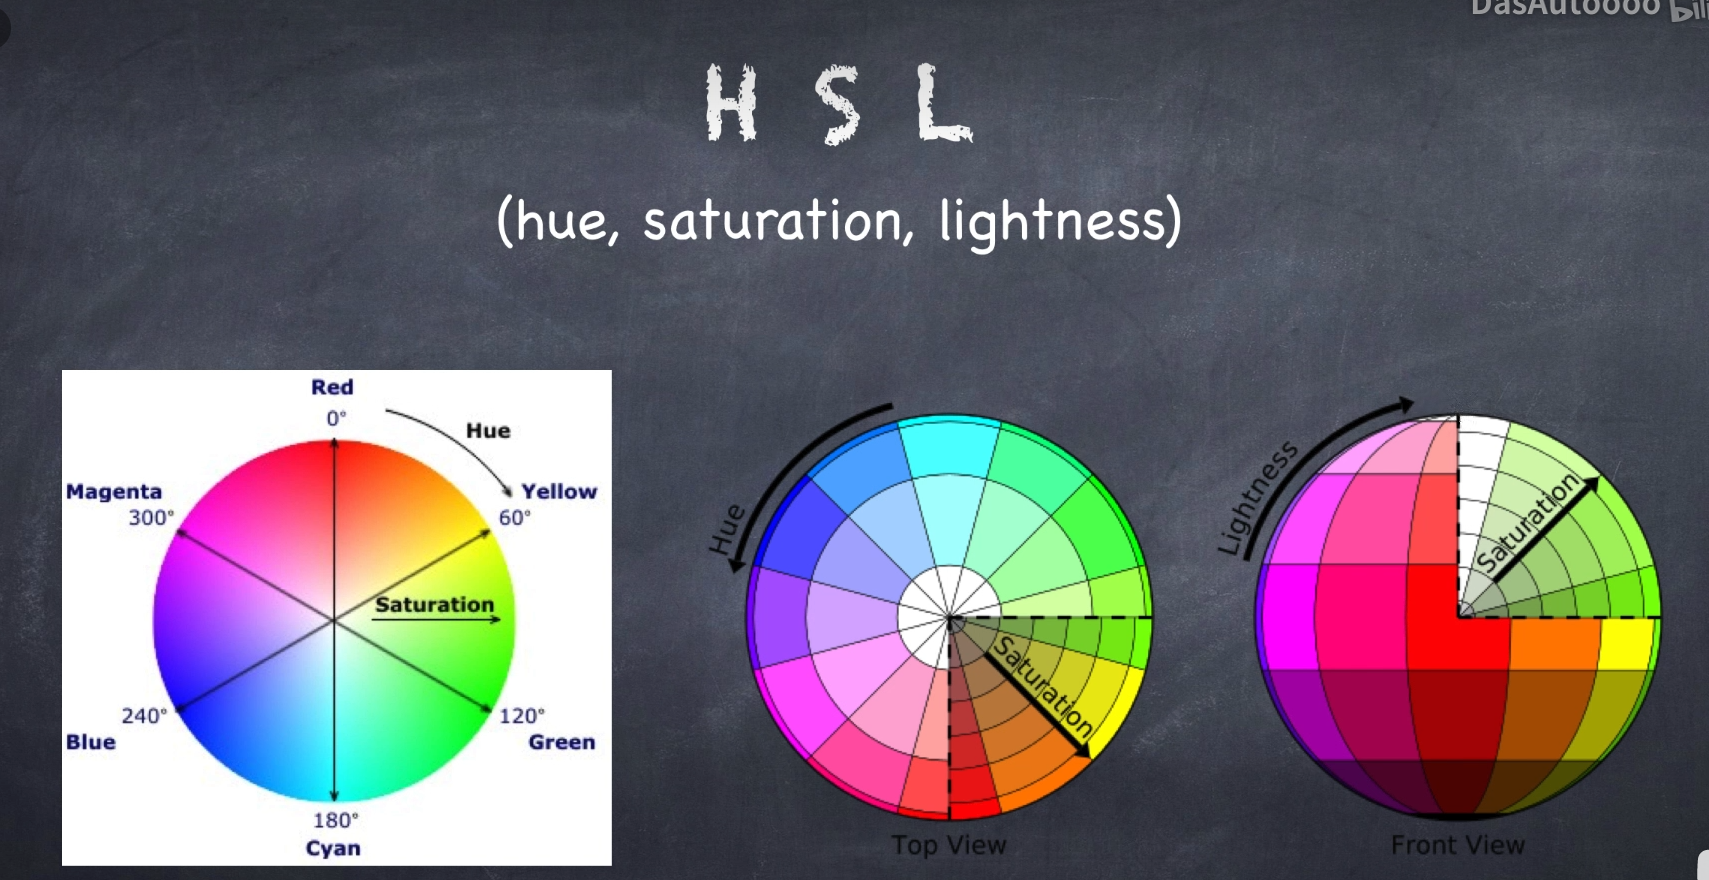 DasAutoooo bili
H S L
(hue, saturation, lightness)
Red
0°
Hue
Magenta
300°
Yellow
60°
Saturation
240°
Blue
120°
Green
180°
Cyan
Hue
Saturation
Top View
Lightness
Saturation
Front View